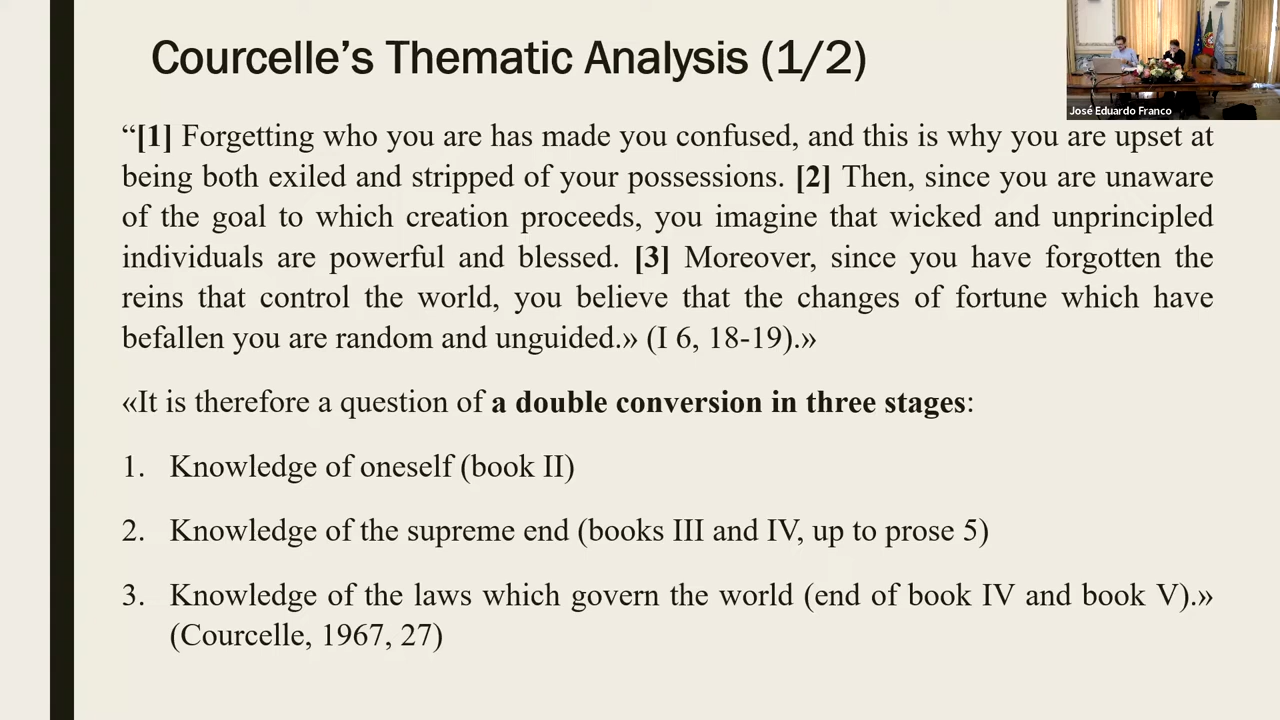 Courcelle’s Thematic Analysis (1/2)
José Eduardo Franco
“[1] Forgetting who you are has made you confused, and this is why you are upset at
being both exiled and stripped of your possessions. [2] Then, since you are unaware
of the goal to which creation proceeds, you imagine that wicked and unprincipled
individuals are powerful and blessed. [3] Moreover, since you have forgotten the
reins that control the world, you believe that the changes of fortune which have
befallen you are random and unguided.» (I 6, 18-19).»
«It is therefore a question of a double conversion in three stages:
1. Knowledge of oneself (book II)
2. Knowledge of the supreme end (books III and IV, up to prose 5)
3. Knowledge of the laws which govern the world (end of book IV and book V).»
(Courcelle, 1967, 27)